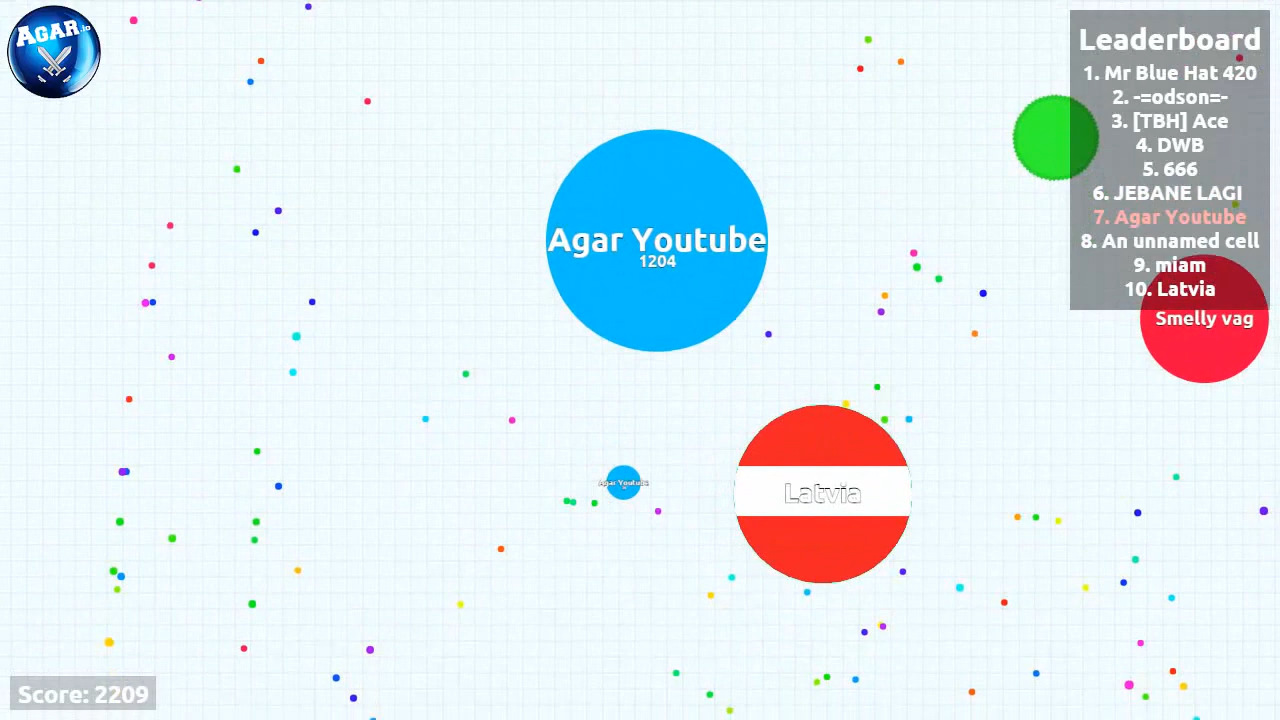 AGAR.io
Leaderboard
1. Mr Blue Hat 420
2. -=odson=-
3. [TBH] Ace
4. DWB
5. 666
6. JEBANE LAGI
7. Agar Youtube
8. An unnamed cell
9. miam
10. Latvia
Agar Youtube
1204
Smelly vag
Agar Youtube
Latvia
Score: 2209